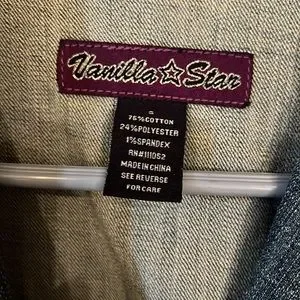 Vanilla Star
S
75%COTTON
24%POLYESTER
1%SPANDEX
RN#111052
MADE IN CHINA
SEE REVERSE
FOR CARE